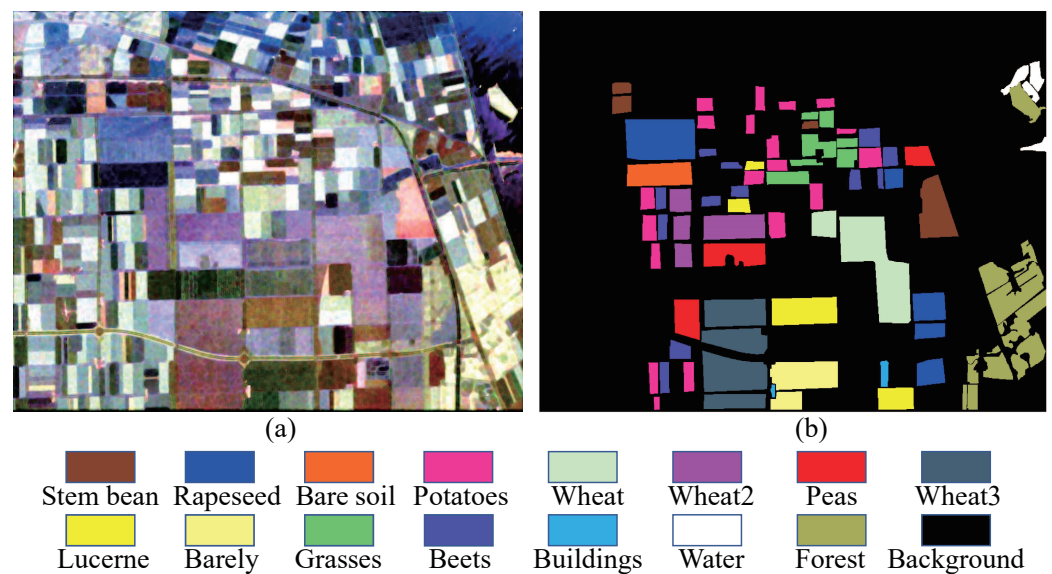 (a) (b)
Stem bean Rapeseed Bare soil Potatoes Wheat Wheat2 Peas Wheat3
Lucerne Barely Grasses Beets Buildings Water Forest Background